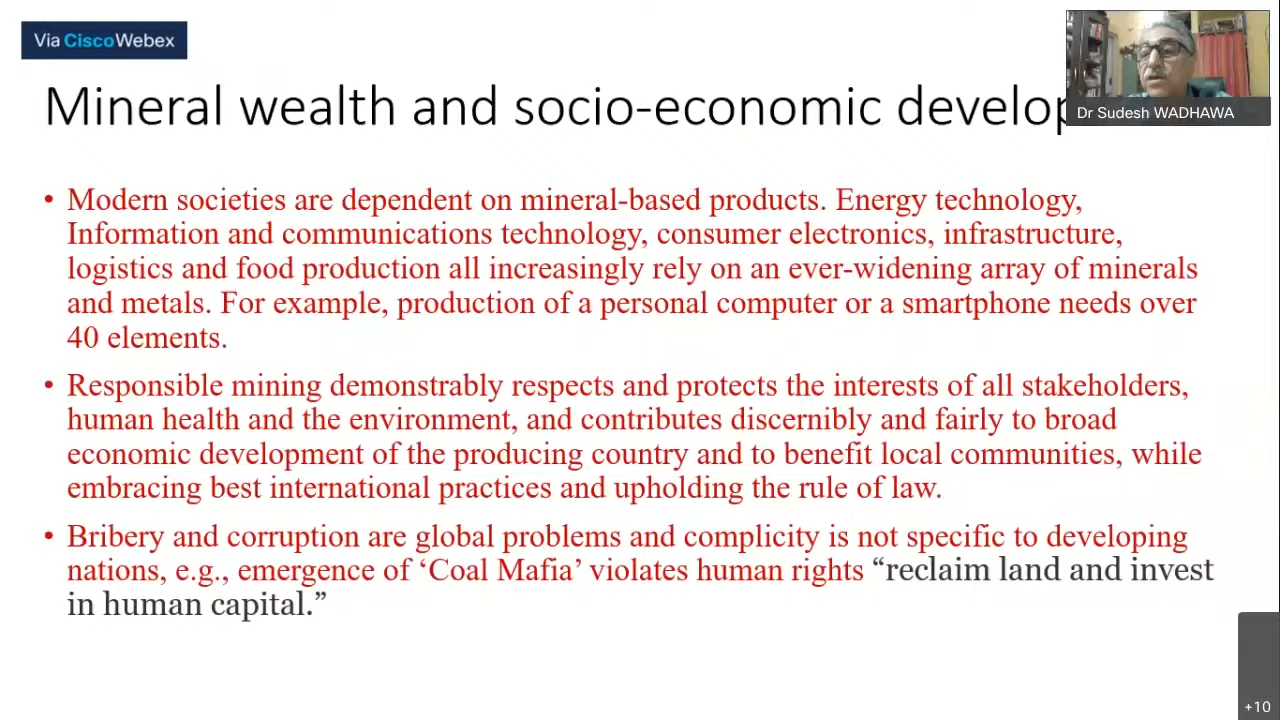 Via CiscoWebex
Mineral wealth and socio-economic develop
Dr Sudesh WADHAWA
• Modern societies are dependent on mineral-based products. Energy technology,
Information and communications technology, consumer electronics, infrastructure,
logistics and food production all increasingly rely on an ever-widening array of minerals
and metals. For example, production of a personal computer or a smartphone needs over
40 elements.
• Responsible mining demonstrably respects and protects the interests of all stakeholders,
human health and the environment, and contributes discernibly and fairly to broad
economic development of the producing country and to benefit local communities, while
embracing best international practices and upholding the rule of law.
• Bribery and corruption are global problems and complicity is not specific to developing
nations, e.g., emergence of ‘Coal Mafia’ violates human rights “reclaim land and invest
in human capital.”
+10